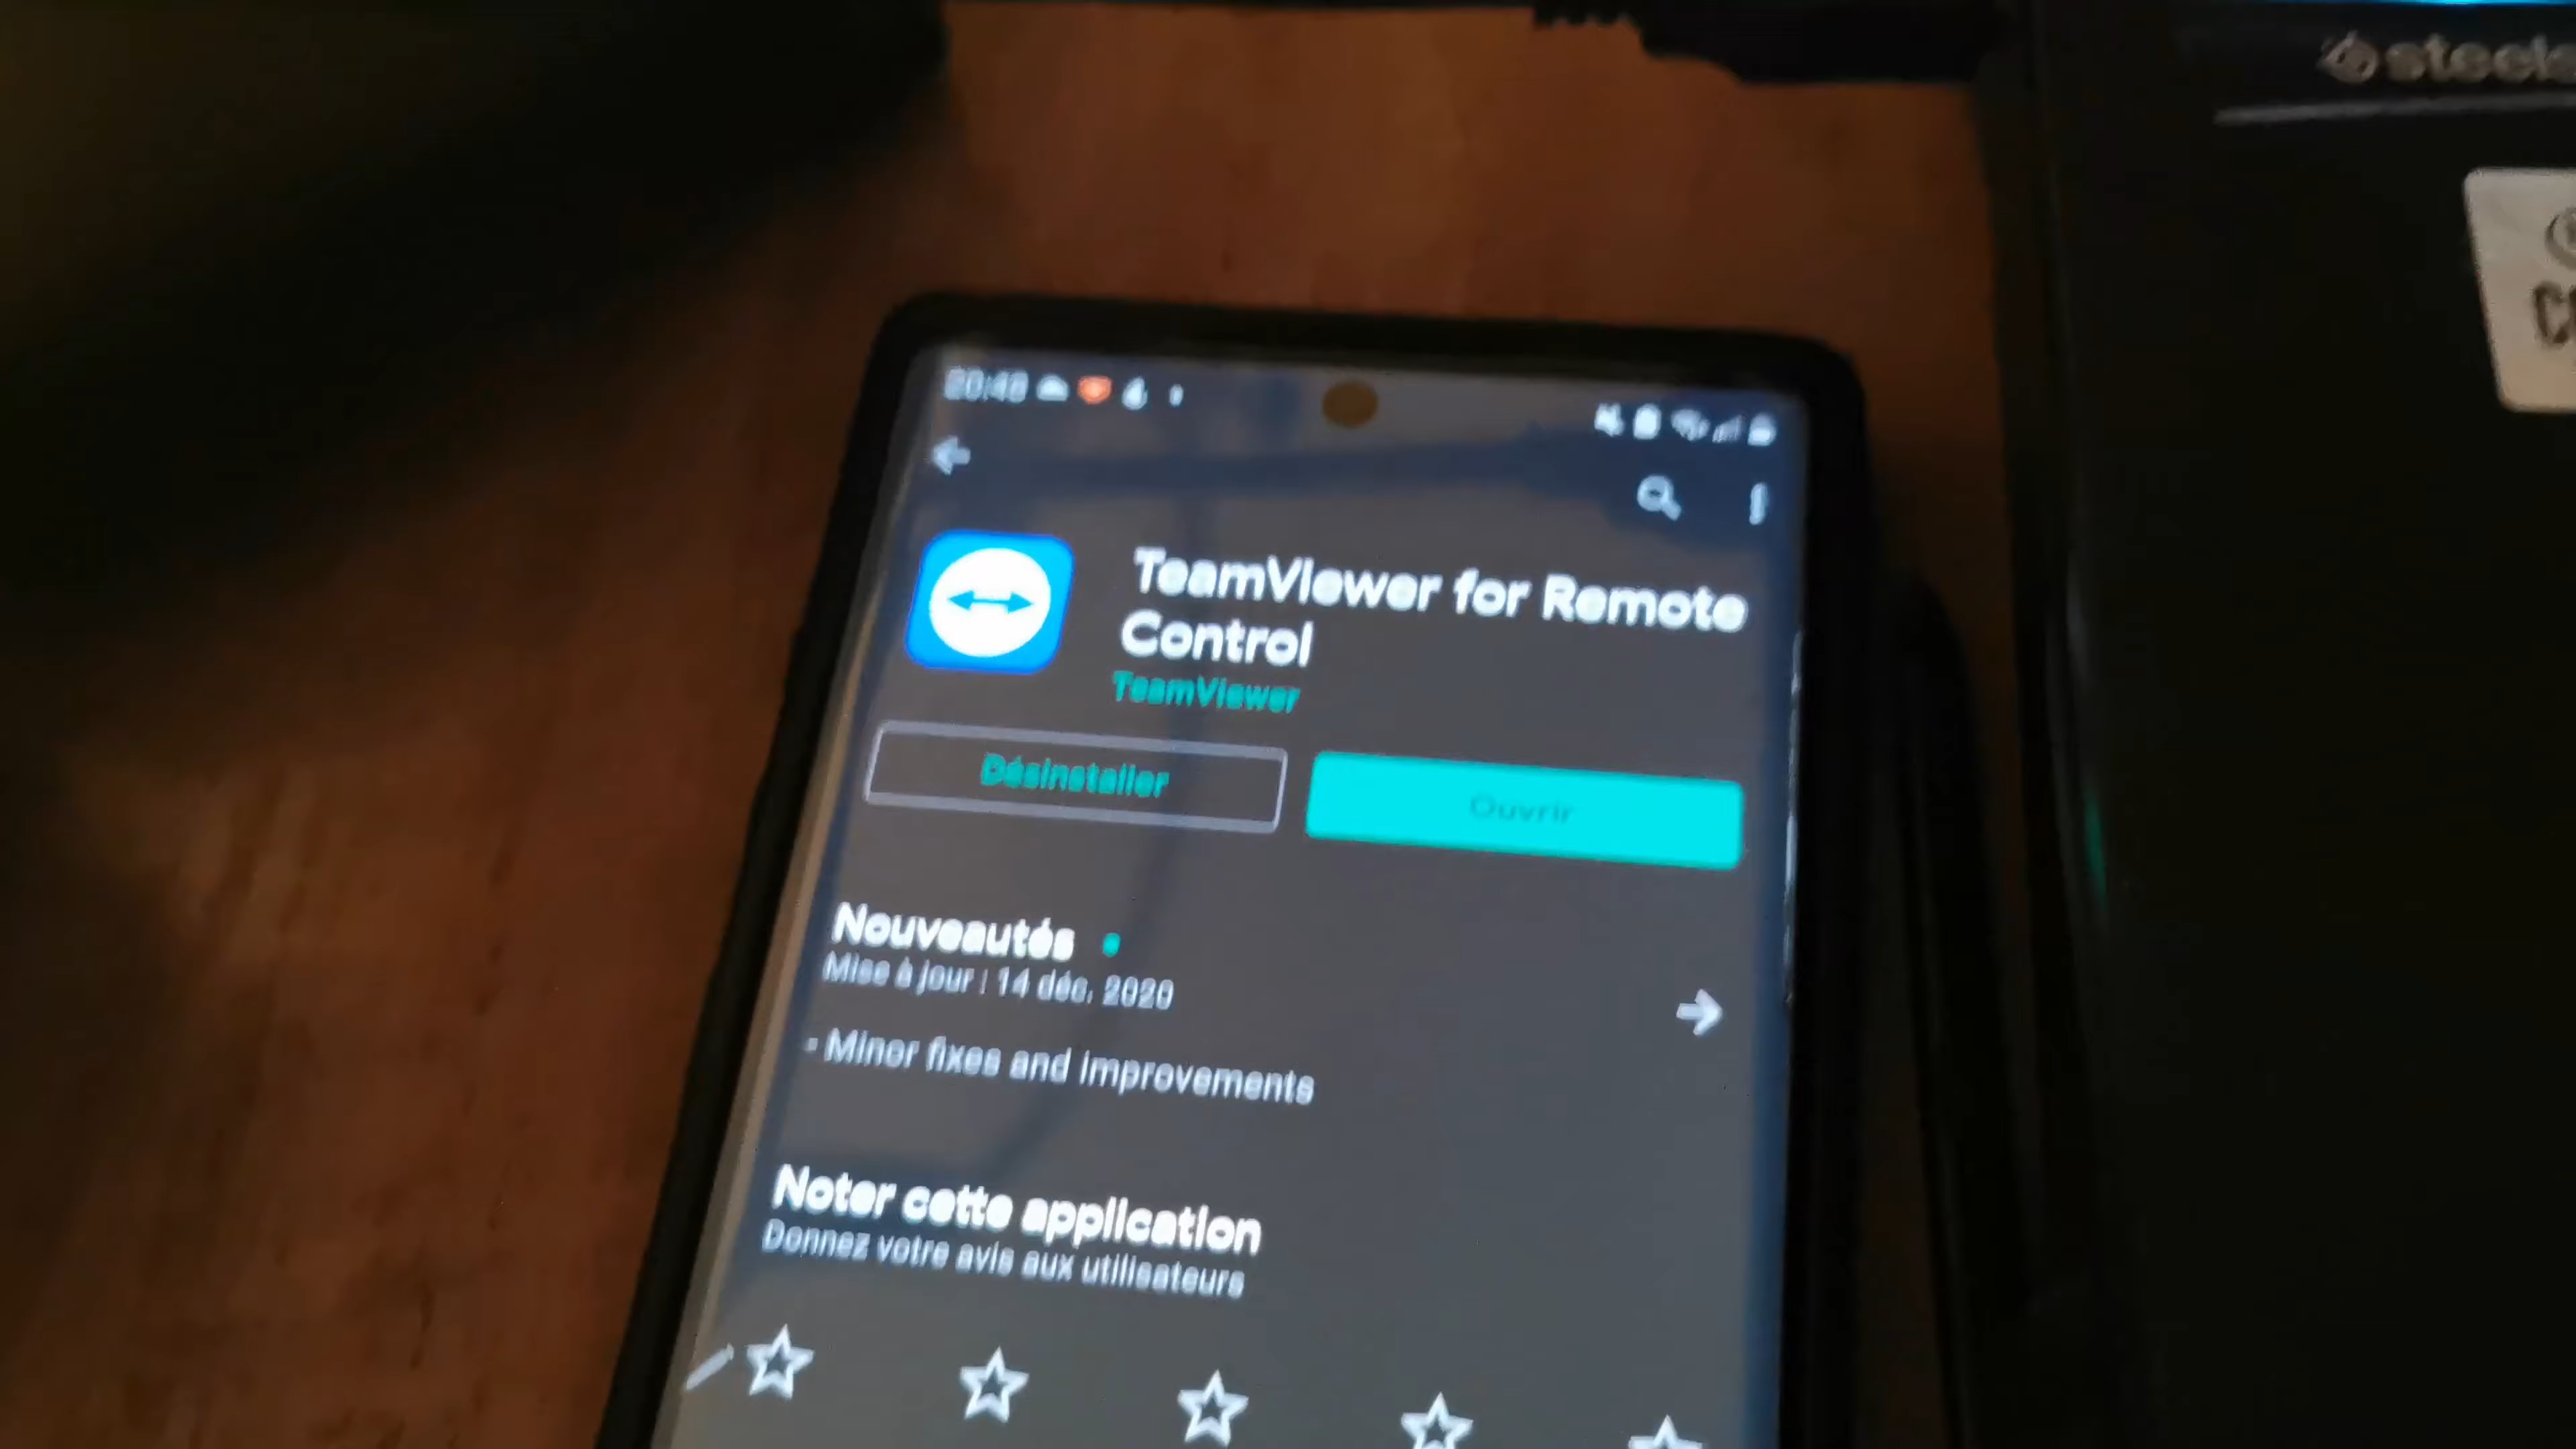 20:48
TeamViewer for Remote
Control
TeamViewer
Désinstaller
Ouvrir
Nouveautés
Mise à jour : 14 déc. 2020
- Minor fixes and improvements
Noter cette application
Donnez votre avis aux utilisateurs